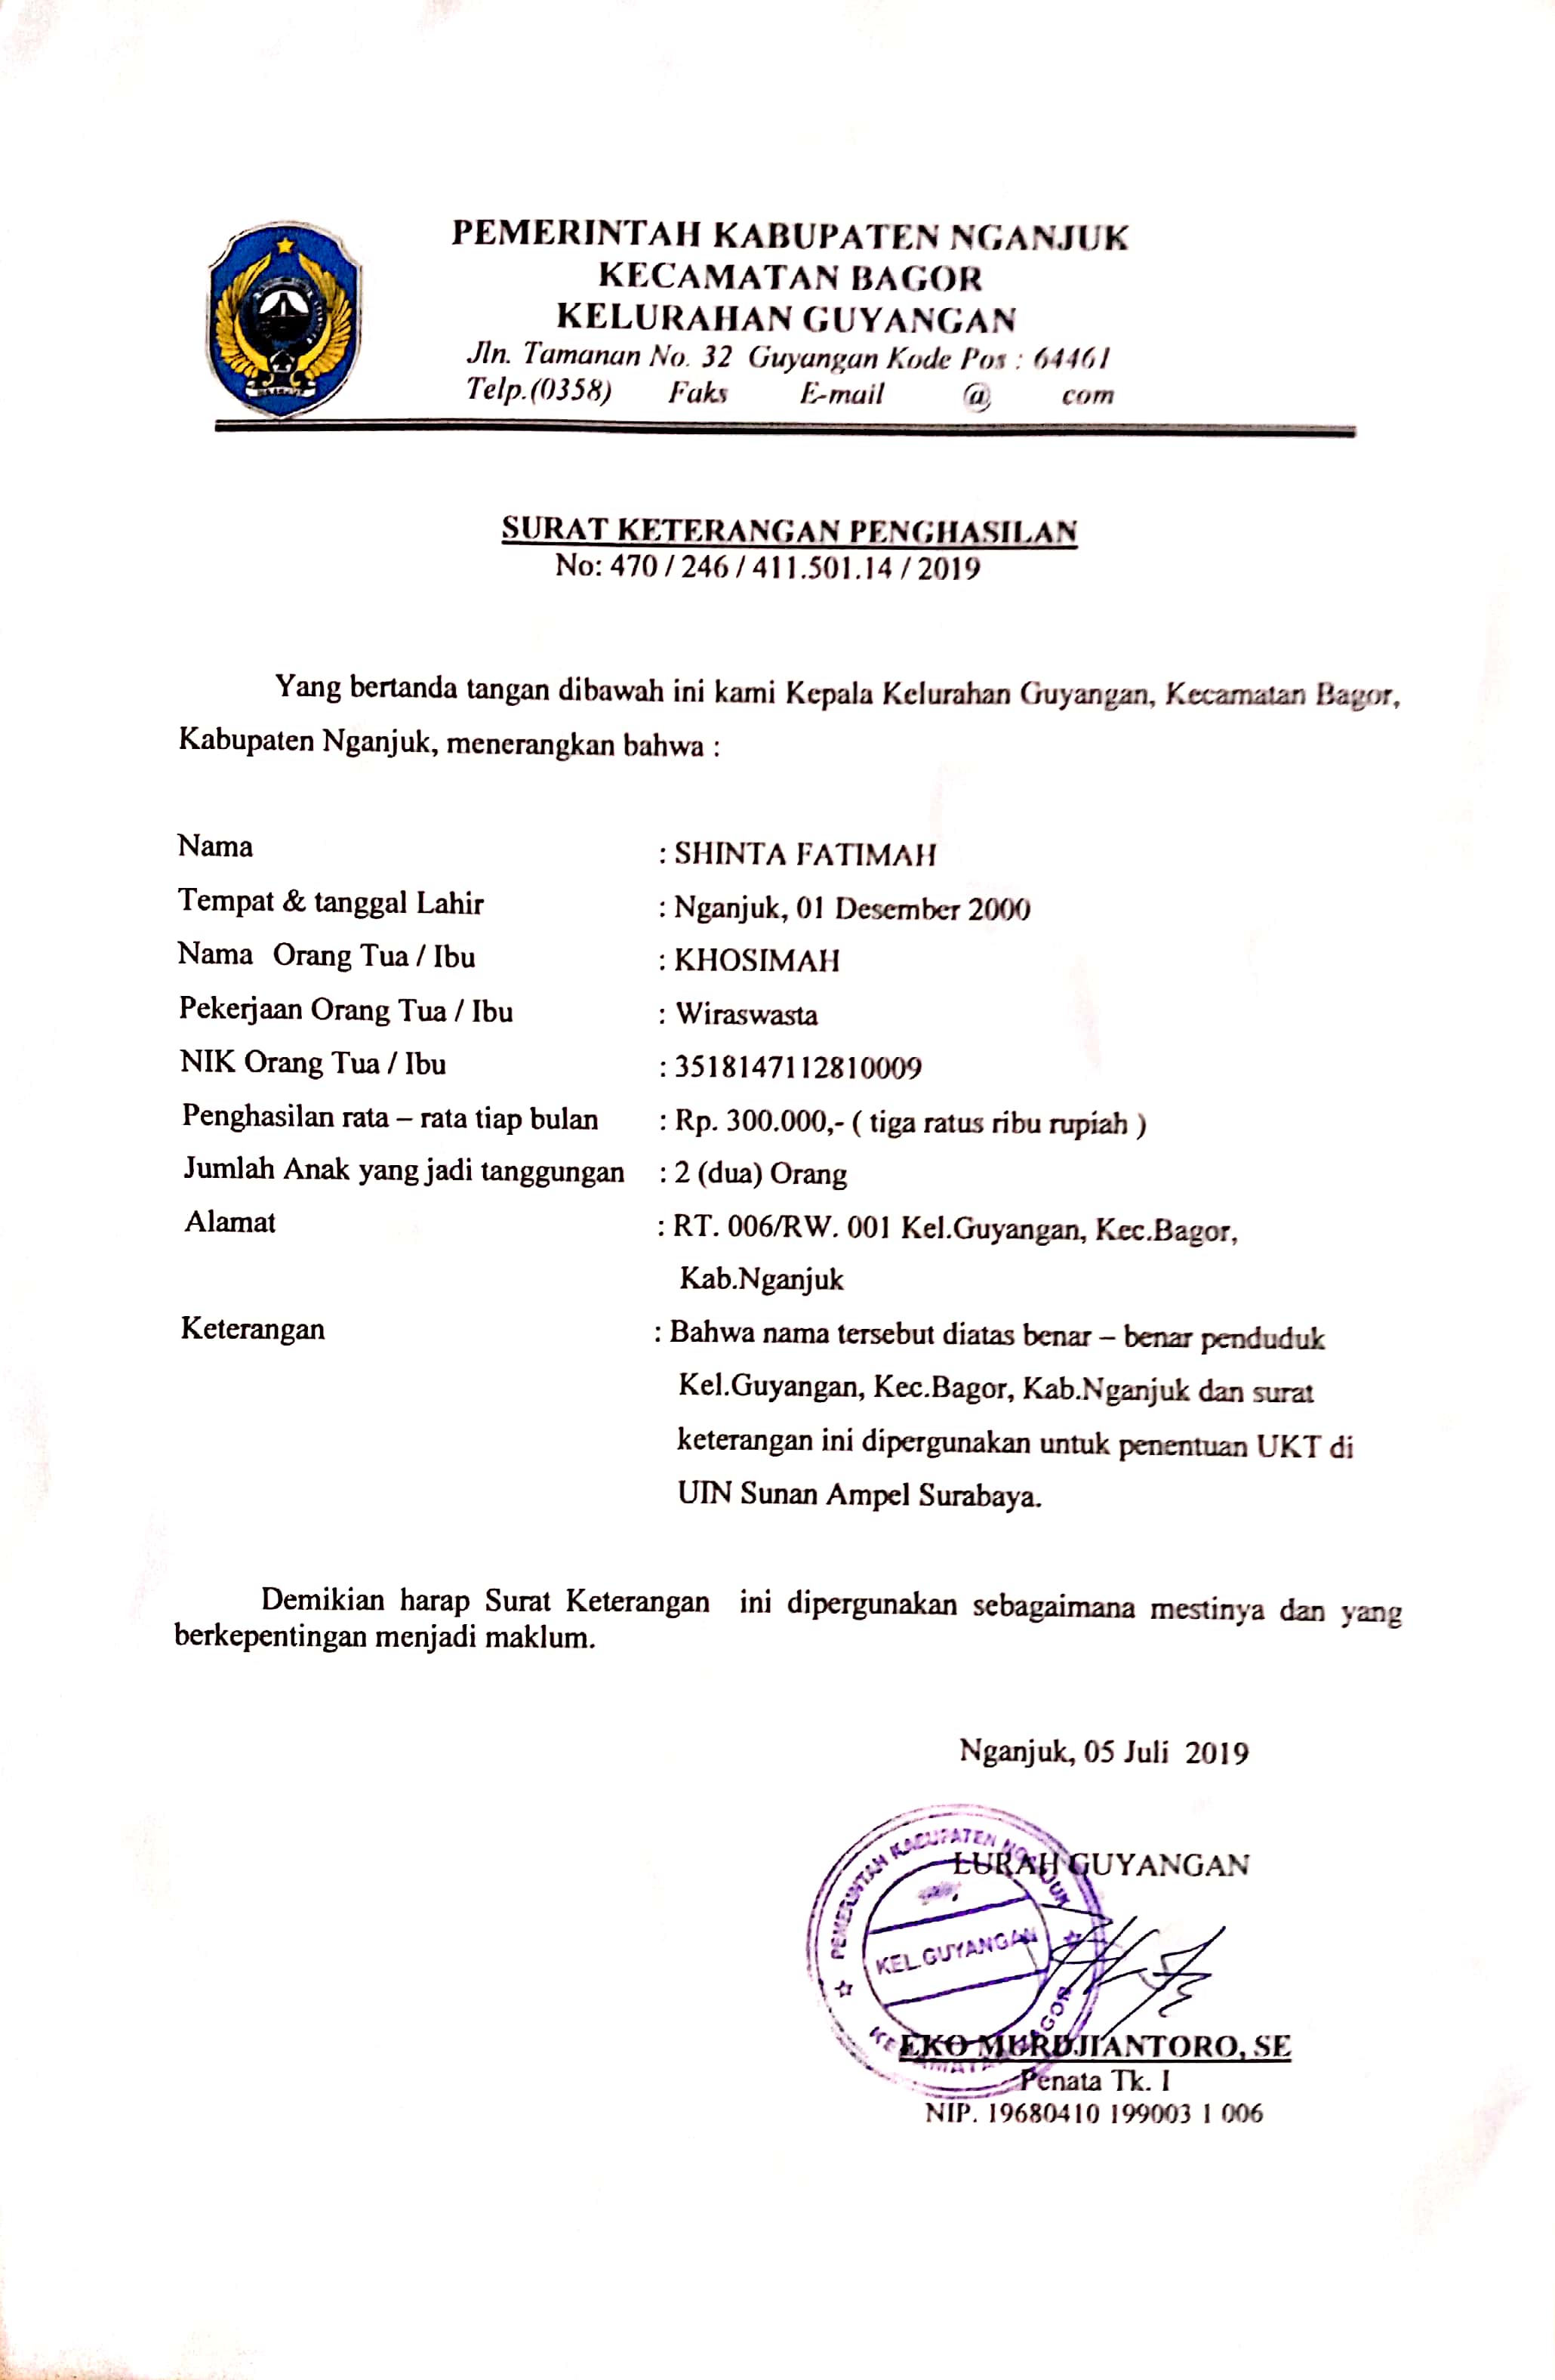 PEMERINTAH KABUPATEN NGANJUK
KECAMATAN BAGOR
KELURAHAN GUYANGAN
Jln. Tamanan No. 32 Guyangan Kode Pos : 64461
Telp.(0358) Faks E-mail @ com
SURAT KETERANGAN PENGHASILAN
No: 470 / 246 / 411.501.14 / 2019
Yang bertanda tangan dibawah ini kami Kepala Kelurahan Guyangan, Kecamatan Bagor,
Kabupaten Nganjuk, menerangkan bahwa :
Nama : SHINTA FATIMAH
Tempat & tanggal Lahir : Nganjuk, 01 Desember 2000
Nama Orang Tua / Ibu : KHOSIMAH
Pekerjaan Orang Tua / Ibu : Wiraswasta
NIK Orang Tua / Ibu : 3518147112810009
Penghasilan rata – rata tiap bulan : Rp. 300.000,- ( tiga ratus ribu rupiah )
Jumlah Anak yang jadi tanggungan : 2 (dua) Orang
Alamat : RT. 006/RW. 001 Kel.Guyangan, Kec.Bagor,
Kab.Nganjuk
Keterangan : Bahwa nama tersebut diatas benar – benar penduduk
Kel.Guyangan, Kec.Bagor, Kab.Nganjuk dan surat
keterangan ini dipergunakan untuk penentuan UKT di
UIN Sunan Ampel Surabaya.
Demikian harap Surat Keterangan ini dipergunakan sebagaimana mestinya dan yang
berkepentingan menjadi maklum.
Nganjuk, 05 Juli 2019
LURAH GUYANGAN
PEMERINTAH KABUPATEN NGANJUK
KEL.GUYANGAN
KECAMATAN BAGOR
EKO MURDJIANTORO, SE
Penata Tk. I
NIP. 19680410 199003 1 006